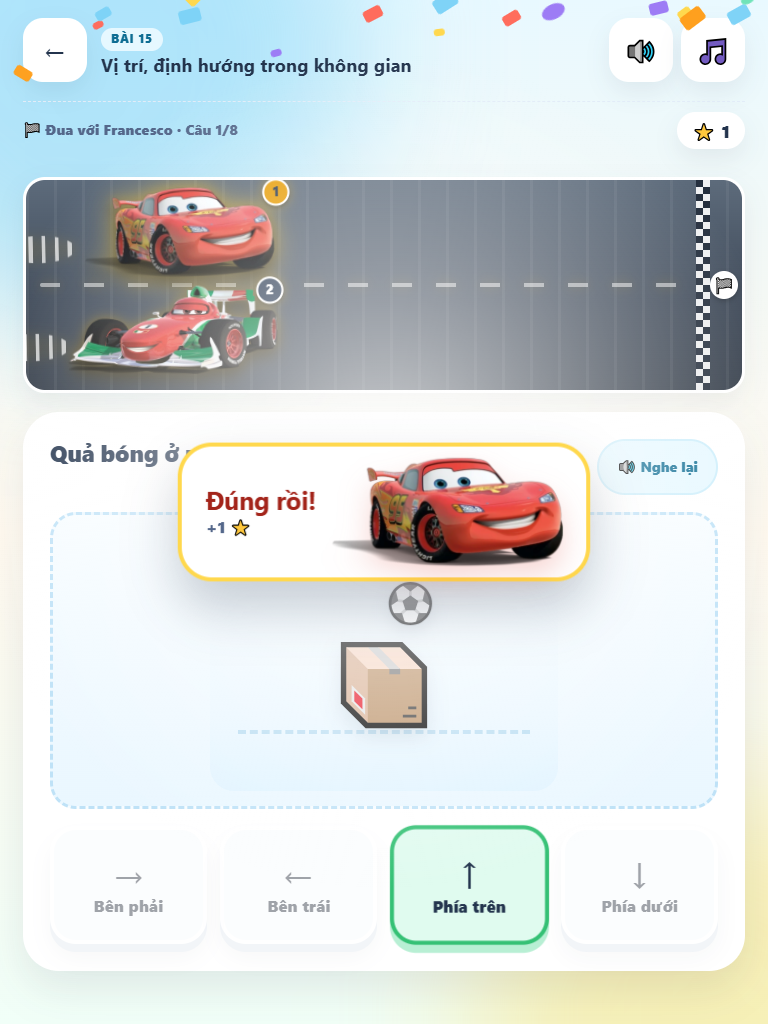 BÀI 15
Vị trí, định hướng trong không gian
Đua với Francesco · Câu 1/8
1
1
2
Quả bóng ở
Nghe lại
Đúng rồi!
+1
Bên phải
Bên trái
Phía trên
Phía dưới